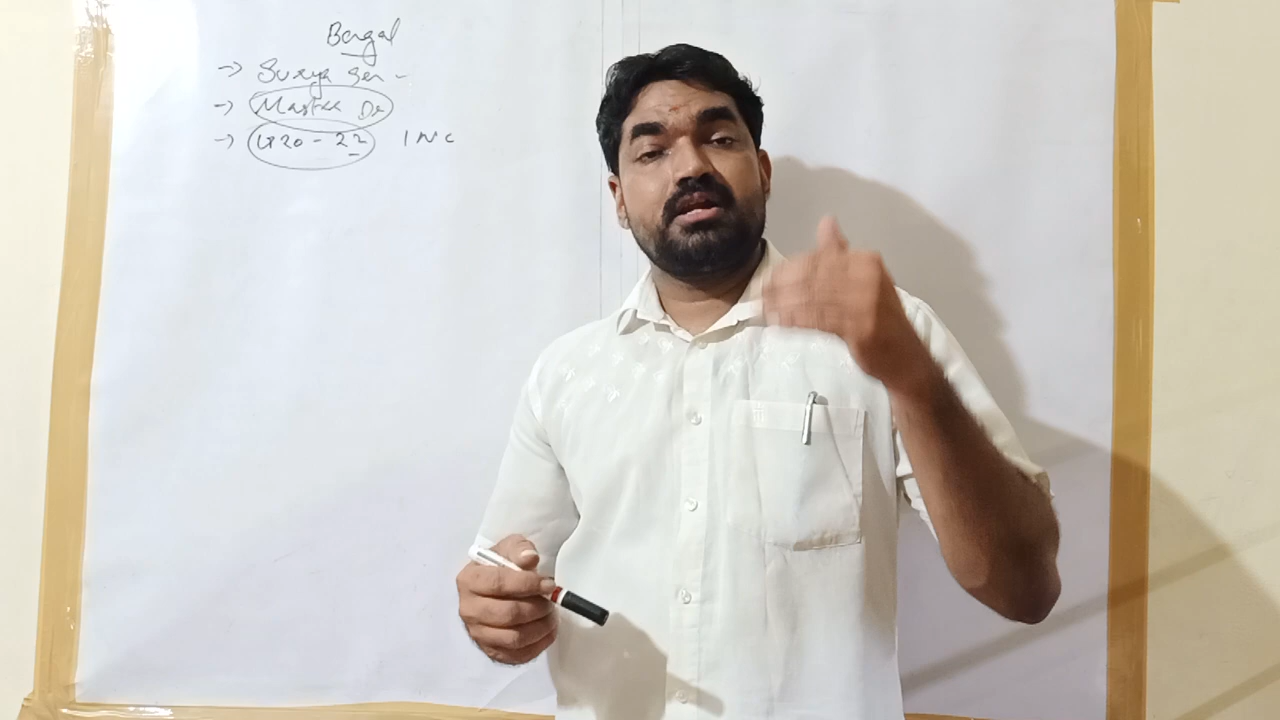 Bengal
→ Surya Sen -
→ Master Da
→ 1920 - 22 INC